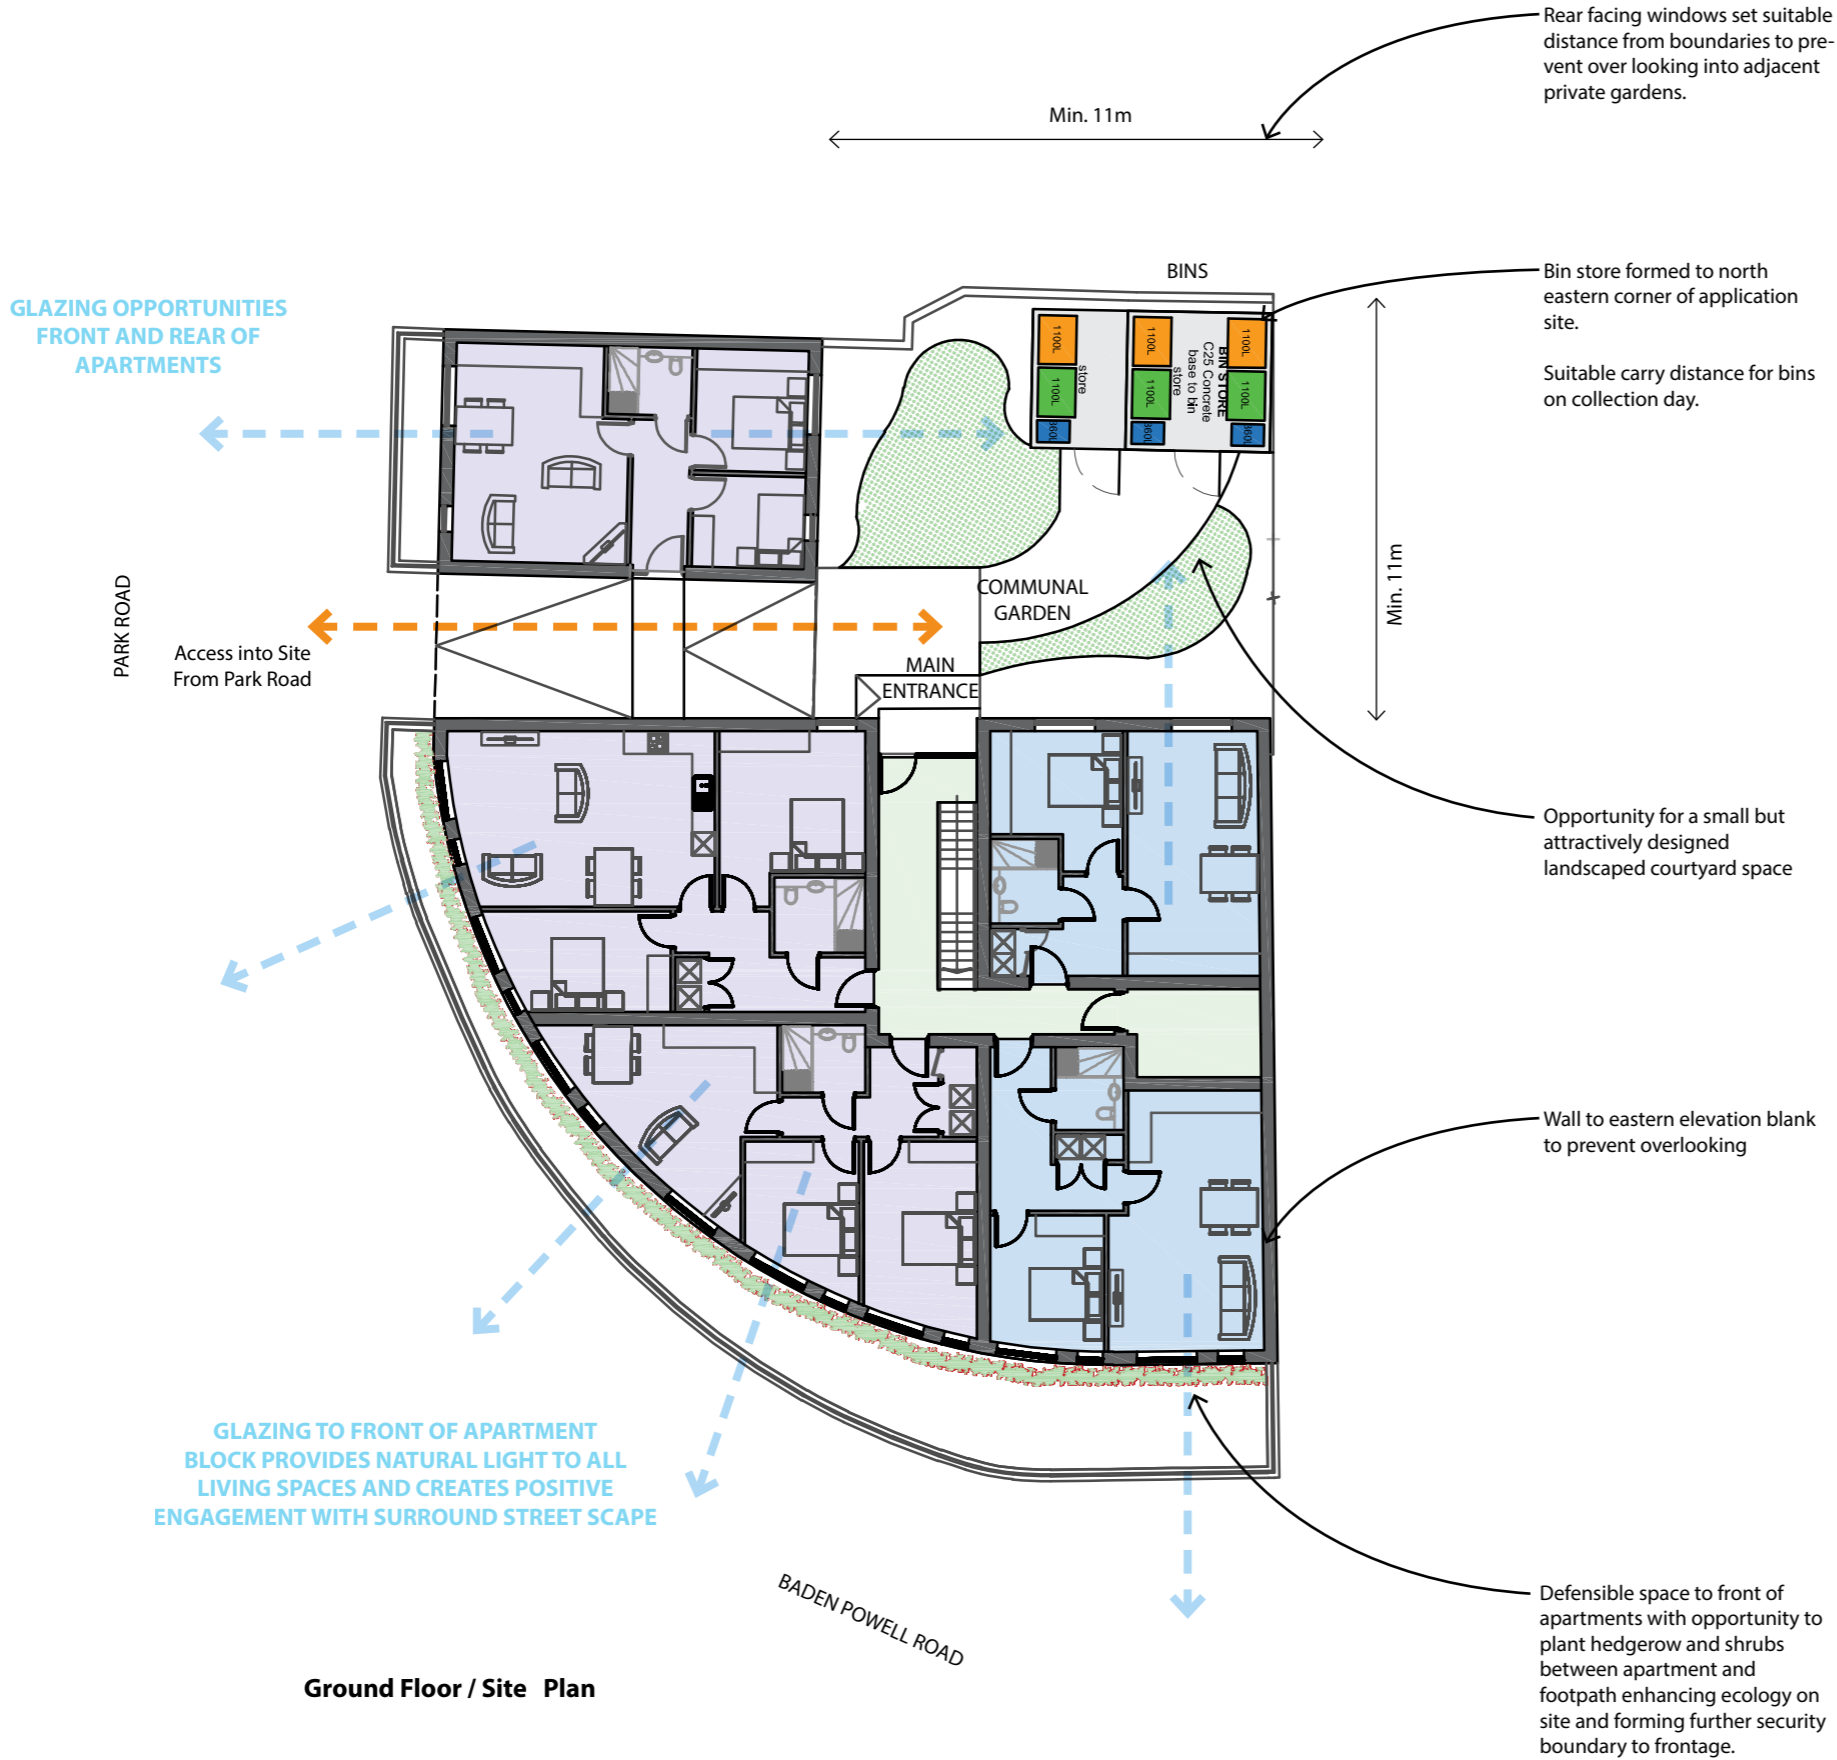 Rear facing windows set suitable
distance from boundaries to pre-
vent over looking into adjacent
private gardens.
Min. 11m
BINS
Bin store formed to north
eastern corner of application
site.
Suitable carry distance for bins
on collection day.
GLAZING OPPORTUNITIES
FRONT AND REAR OF
APARTMENTS
1100L
1100L
360L
store
1100L
1100L
360L
store
BIN STORE
C25 Concrete
base to bin
1100L
1100L
360L
Min. 11m
PARK ROAD
COMMUNAL
GARDEN
Access into Site
From Park Road
MAIN
ENTRANCE
Opportunity for a small but
attractively designed
landscaped courtyard space
Wall to eastern elevation blank
to prevent overlooking
GLAZING TO FRONT OF APARTMENT
BLOCK PROVIDES NATURAL LIGHT TO ALL
LIVING SPACES AND CREATES POSITIVE
ENGAGEMENT WITH SURROUND STREET SCAPE
BADEN POWELL ROAD
Defensible space to front of
apartments with opportunity to
plant hedgerow and shrubs
between apartment and
footpath enhancing ecology on
site and forming further security
boundary to frontage.
Ground Floor / Site Plan